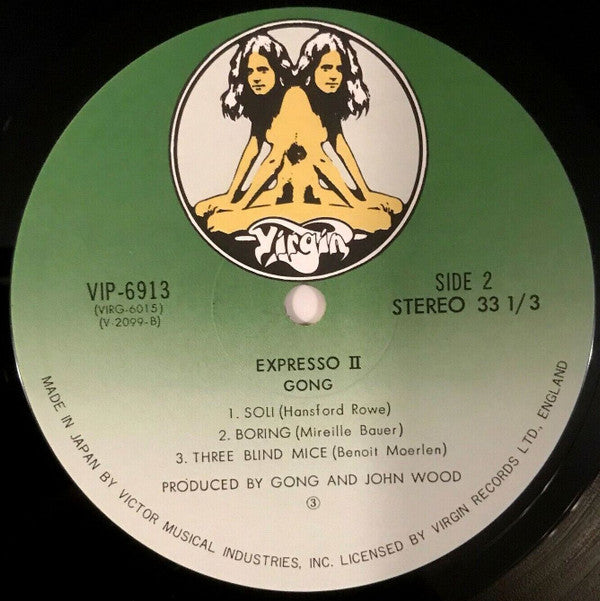 Virgin
VIP-6913
(VIRG-6015)
(V-2099-B)
SIDE 2
STEREO 33 1/3
EXPRESSO II
GONG
1. SOLI (Hansford Rowe)
2. BORING (Mireille Bauer)
3. THREE BLIND MICE (Benoit Moerlen)
PRODUCED BY GONG AND JOHN WOOD
③
MADE IN JAPAN BY VICTOR MUSICAL INDUSTRIES, INC. LICENSED BY VIRGIN RECORDS LTD., ENGLAND